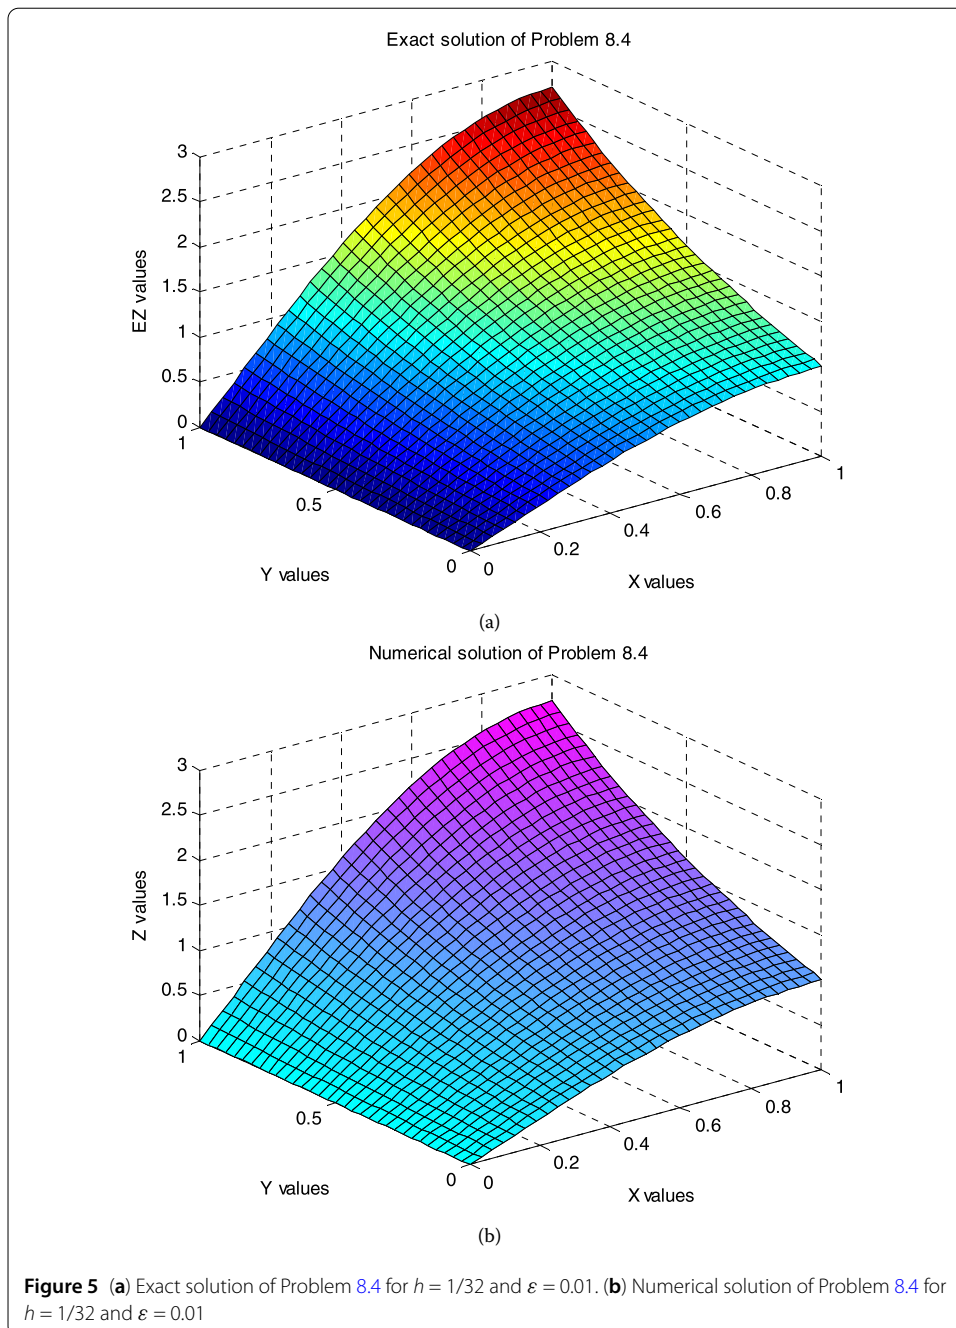 Exact solution of Problem 8.4
3
2.5
2
1.5
1
0.5
0
EZ values
1
0.5
0
Y values
0
0.2
0.4
0.6
0.8
1
X values
(a)
Numerical solution of Problem 8.4
3
2.5
2
1.5
1
0.5
0
Z values
1
0.5
0
Y values
0
0.2
0.4
0.6
0.8
1
X values
(b)
Figure 5 (a) Exact solution of Problem 8.4 for h = 1/32 and ε = 0.01. (b) Numerical solution of Problem 8.4 for
h = 1/32 and ε = 0.01